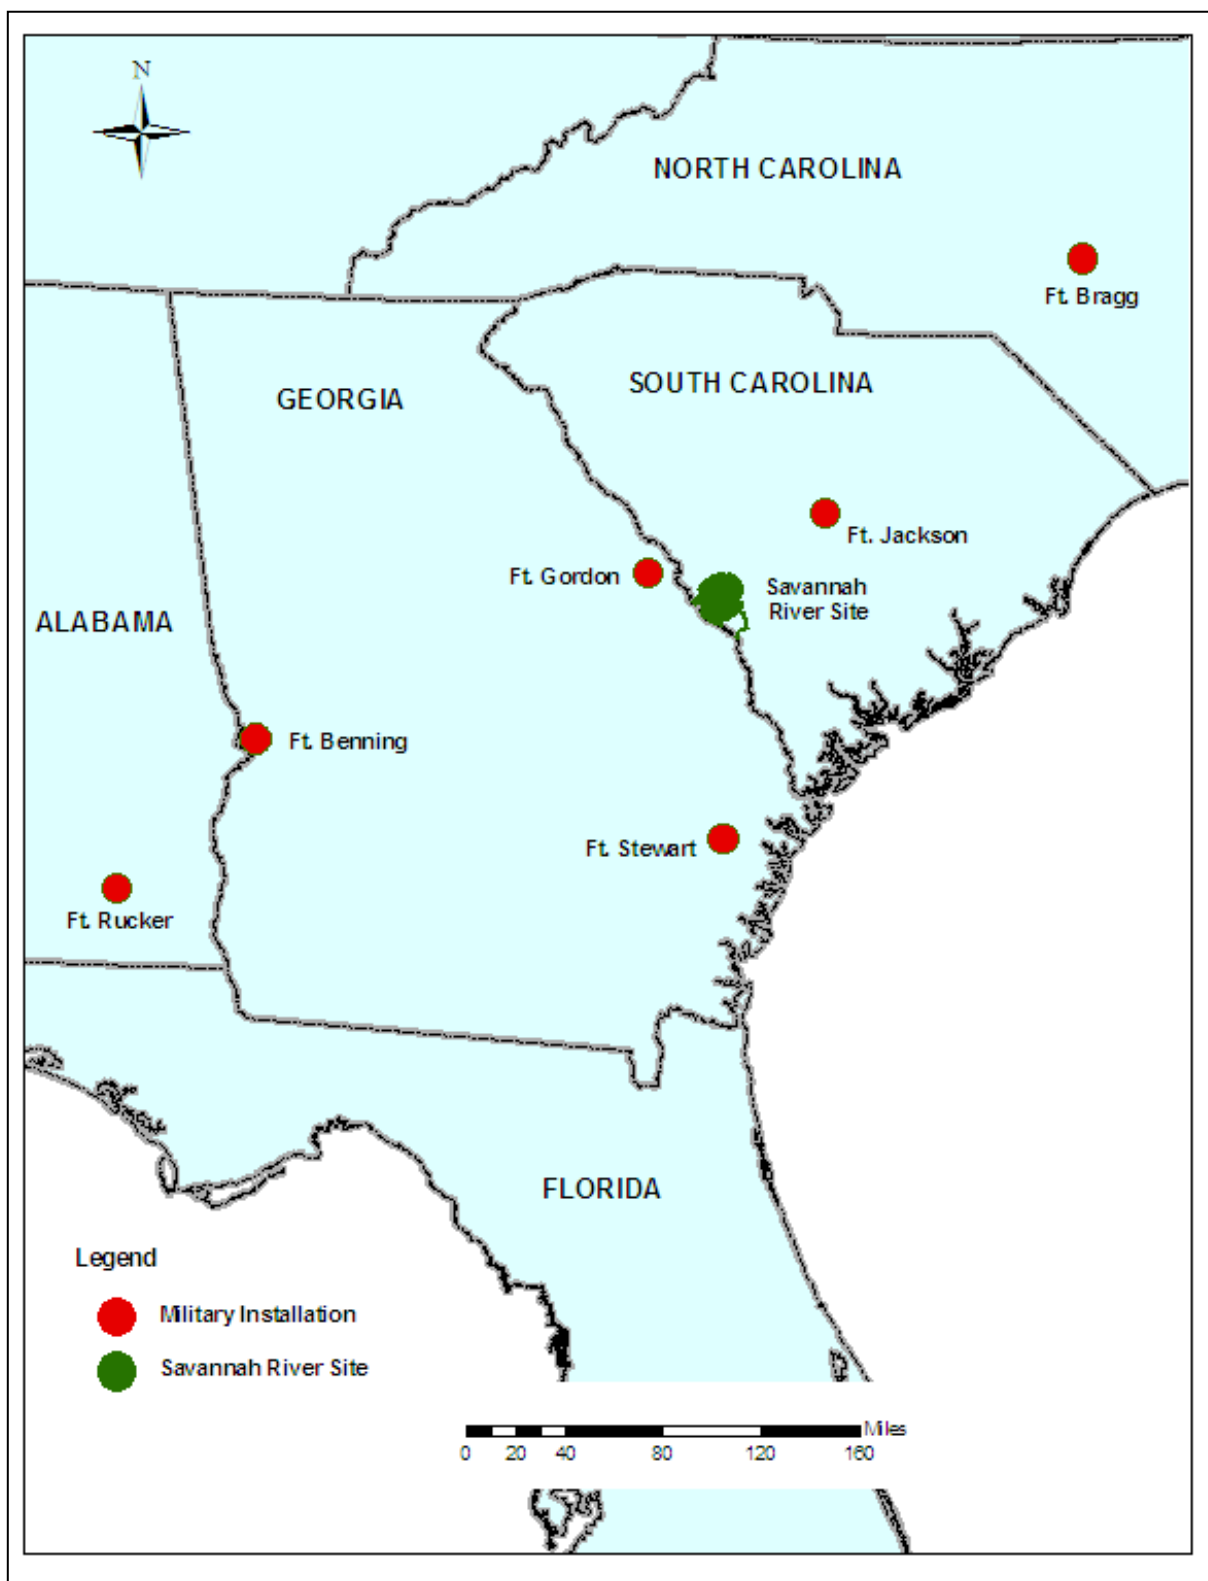 N
NORTH CAROLINA
Ft. Bragg
SOUTH CAROLINA
GEORGIA
Ft. Jackson
Ft. Gordon
Savannah
River Site
ALABAMA
Ft. Benning
Ft. Stewart
Ft. Rucker
FLORIDA
Legend
Military Installation
Savannah River Site
Miles
0 20 40 80 120 160